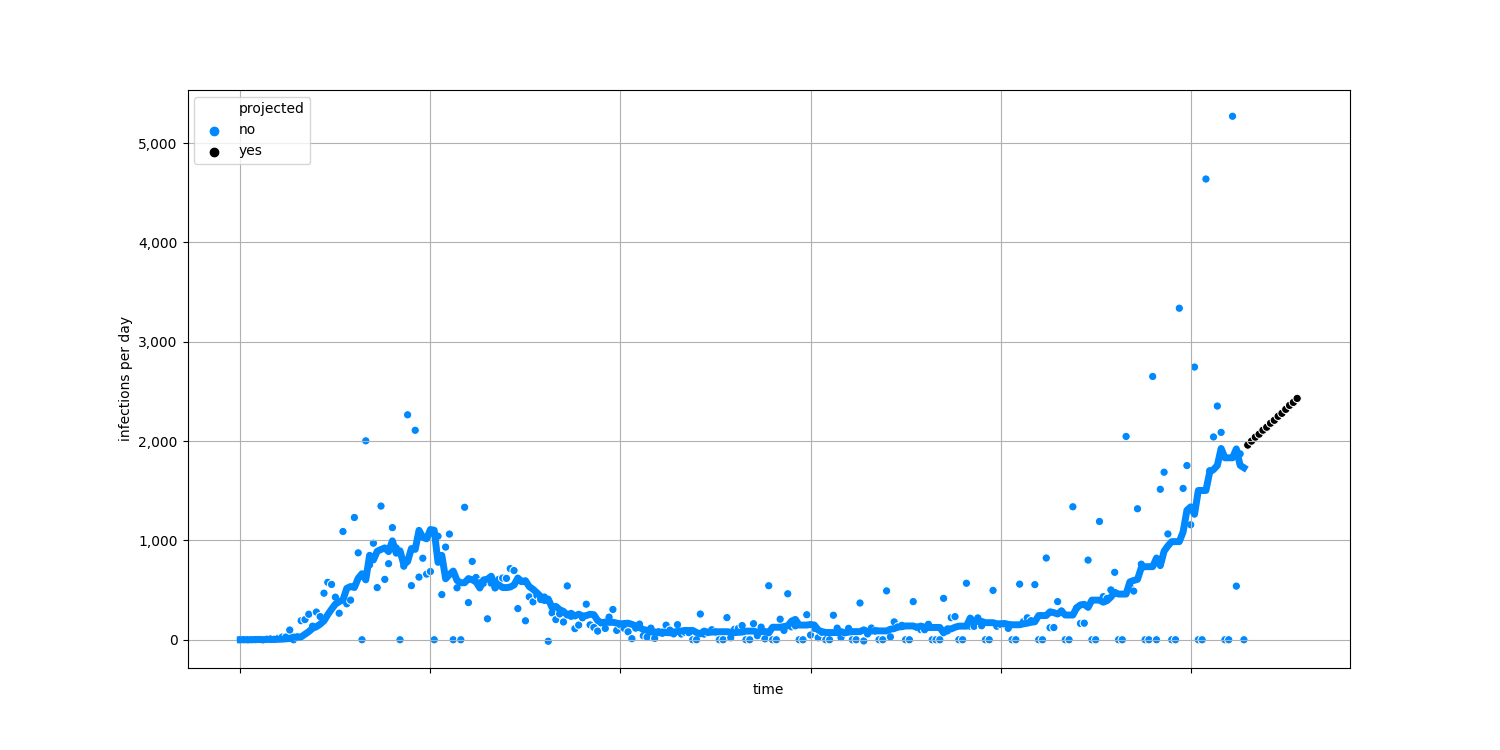 projected
no
yes
5,000
4,000
3,000
2,000
1,000
0
infections per day
time